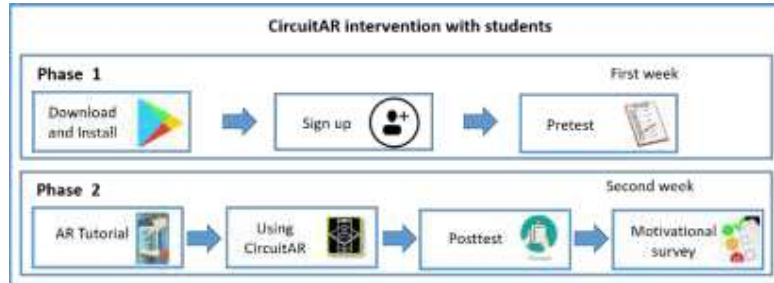 CircuitAR intervention with students
Phase 1
First week
Download
and Install
Sign up
Pretest
Phase 2
Second week
AR Tutorial
Using
CircuitAR
Posttest
Motivational
survey